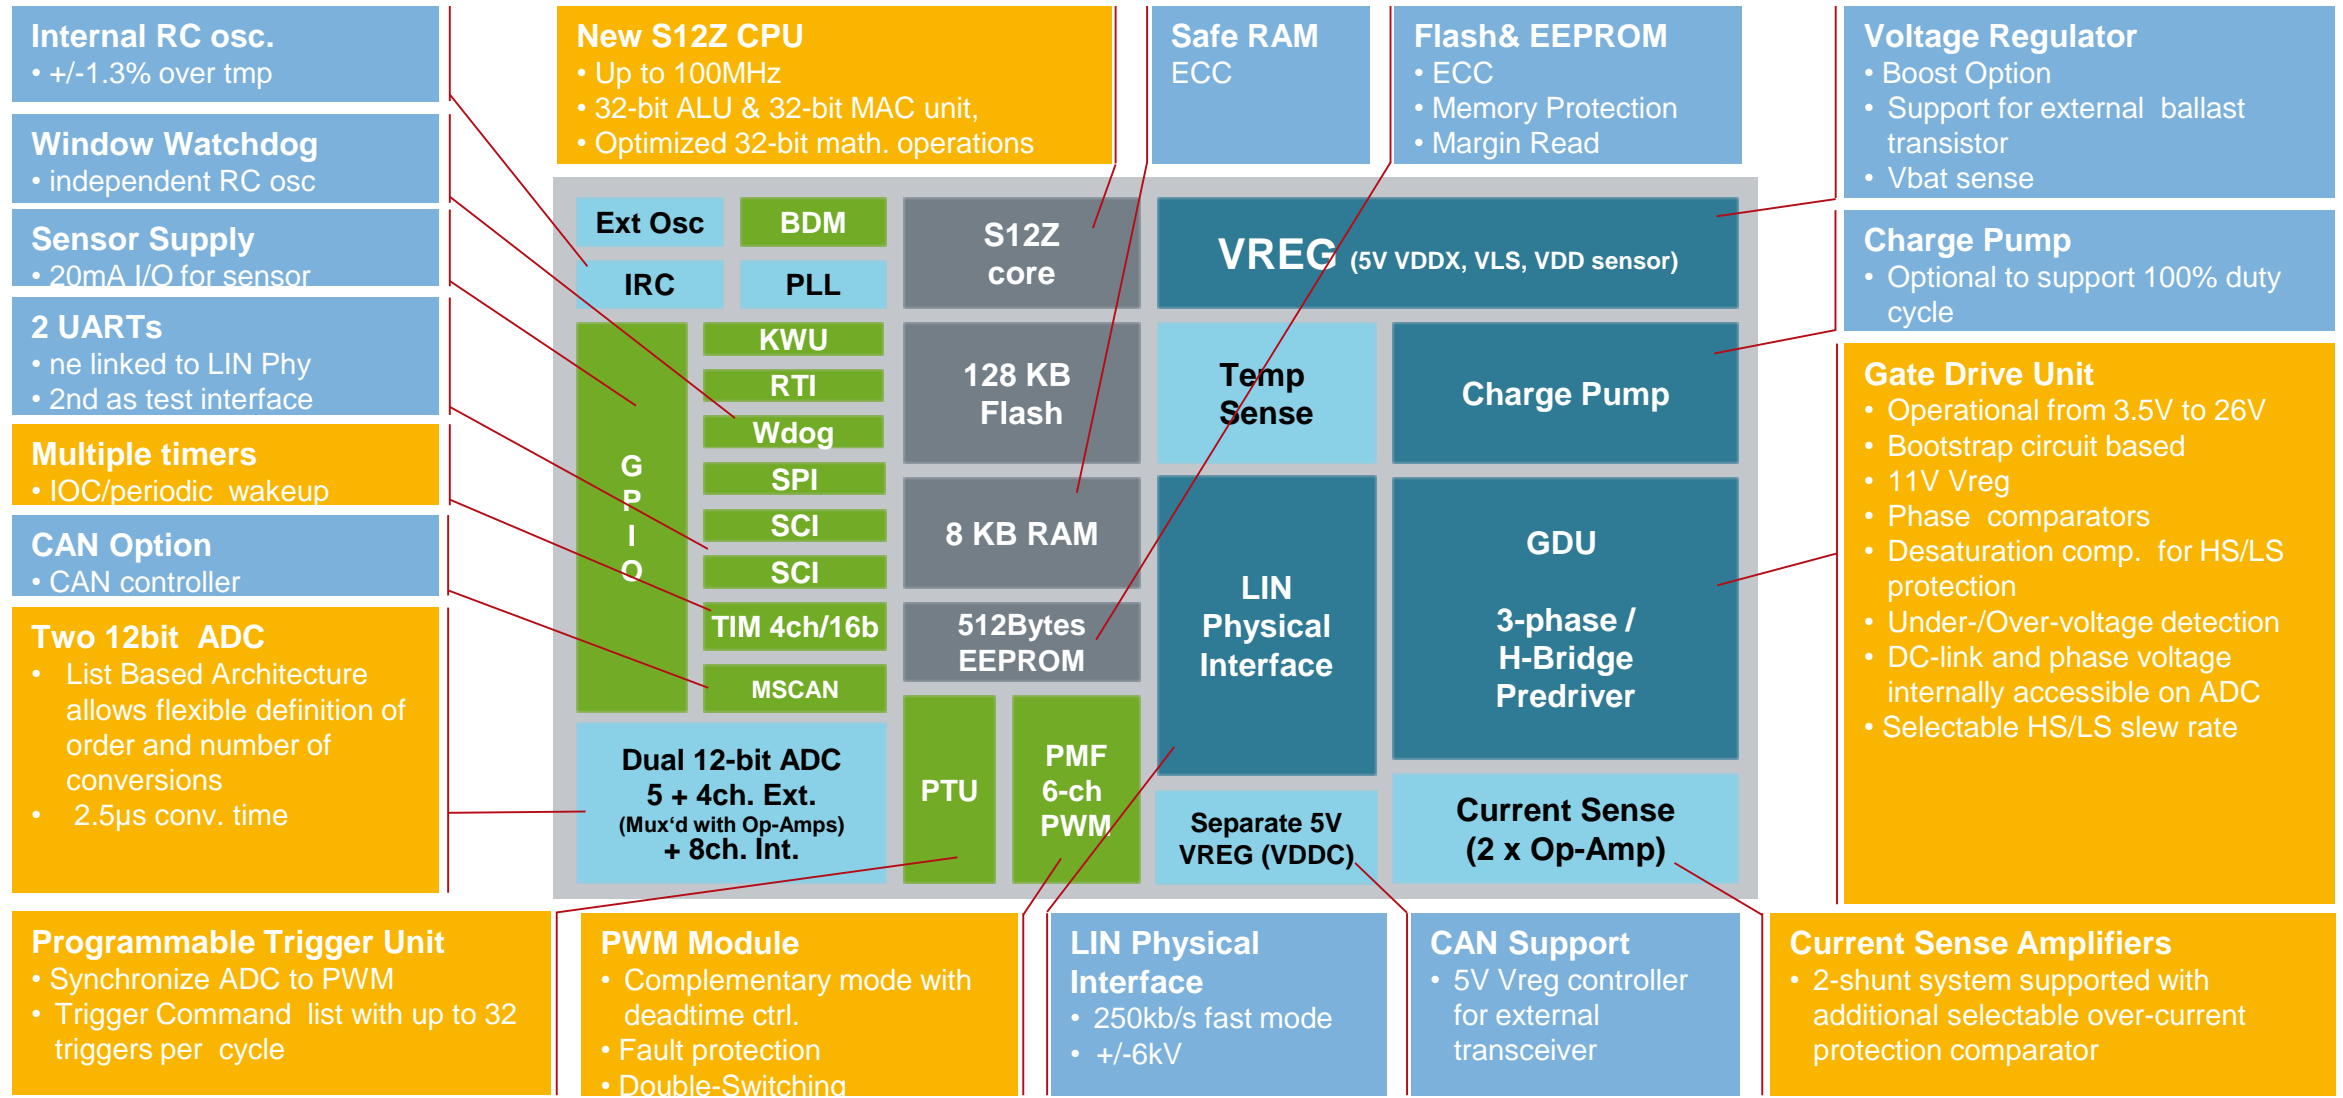 Internal RC osc.
• +/-1.3% over tmp
Window Watchdog
• independent RC osc
Sensor Supply
• 20mA I/O for sensor
2 UARTs
• ne linked to LIN Phy
• 2nd as test interface
Multiple timers
• IOC/periodic wakeup
CAN Option
• CAN controller
Two 12bit ADC
• List Based Architecture
allows flexible definition of
order and number of
conversions
• 2.5µs conv. time
New S12Z CPU
• Up to 100MHz
• 32-bit ALU & 32-bit MAC unit,
• Optimized 32-bit math. operations
Safe RAM
ECC
Flash& EEPROM
• ECC
• Memory Protection
• Margin Read
Voltage Regulator
• Boost Option
• Support for external ballast
transistor
• Vbat sense
Charge Pump
• Optional to support 100% duty
cycle
Gate Drive Unit
• Operational from 3.5V to 26V
• Bootstrap circuit based
• 11V Vreg
• Phase comparators
• Desaturation comp. for HS/LS
protection
• Under-/Over-voltage detection
• DC-link and phase voltage
internally accessible on ADC
• Selectable HS/LS slew rate
Ext Osc
BDM
IRC
PLL
GPIO
KWU
RTI
Wdog
SPI
SCI
SCI
TIM 4ch/16b
MSCAN
Dual 12-bit ADC
5 + 4ch. Ext.
(Mux‘d with Op-Amps)
+ 8ch. Int.
S12Z
core
128 KB
Flash
8 KB RAM
512Bytes
EEPROM
PTU
PMF
6-ch
PWM
VREG (5V VDDX, VLS, VDD sensor)
Temp
Sense
Charge Pump
LIN
Physical
Interface
GDU
3-phase /
H-Bridge
Predriver
Separate 5V
VREG (VDDC)
Current Sense
(2 x Op-Amp)
Programmable Trigger Unit
• Synchronize ADC to PWM
• Trigger Command list with up to 32
triggers per cycle
PWM Module
• Complementary mode with
deadtime ctrl.
• Fault protection
• Double-Switching
LIN Physical
Interface
• 250kb/s fast mode
• +/-6kV
CAN Support
• 5V Vreg controller
for external
transceiver
Current Sense Amplifiers
• 2-shunt system supported with
additional selectable over-current
protection comparator